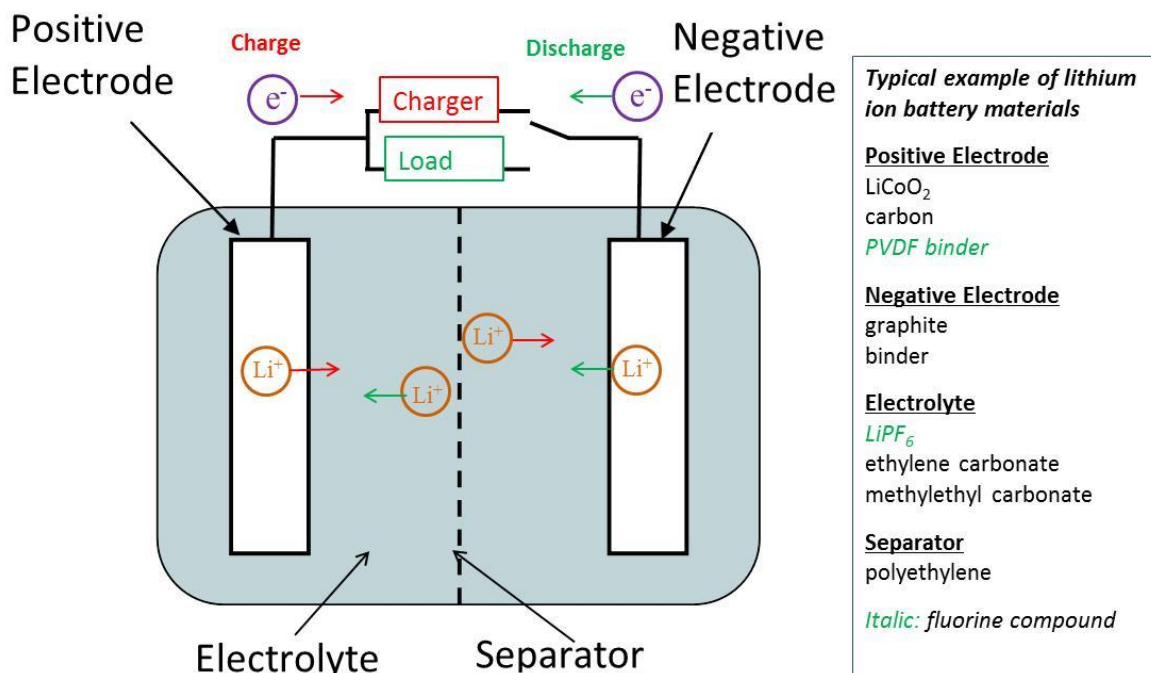 Positive
Electrode
Charge
e-
Charger
Load
Discharge
e-
Negative
Electrode
Li+
Li+
Li+
Li+
Electrolyte
Separator
Typical example of lithium
ion battery materials
Positive Electrode
LiCoO2
carbon
PVDF binder
Negative Electrode
graphite
binder
Electrolyte
LiPF6
ethylene carbonate
methylethyl carbonate
Separator
polyethylene
Italic: fluorine compound